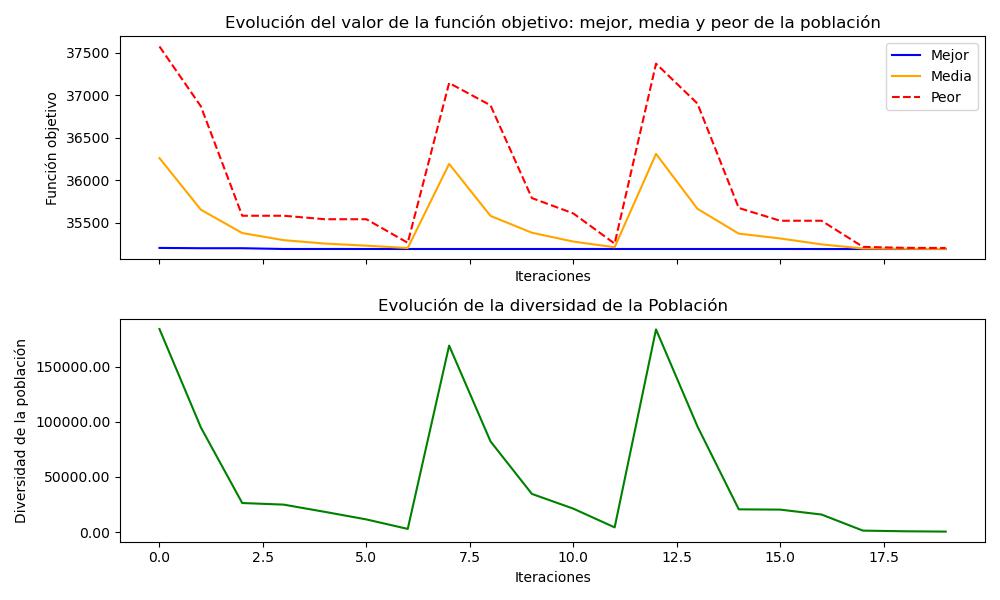 Evolución del valor de la función objetivo: mejor, media y peor de la población
Función objetivo
37500
37000
36500
36000
35500
Mejor
Media
Peor
Iteraciones
Evolución de la diversidad de la Población
Diversidad de la población
150000.00
100000.00
50000.00
0.00
0.0 2.5 5.0 7.5 10.0 12.5 15.0 17.5
Iteraciones